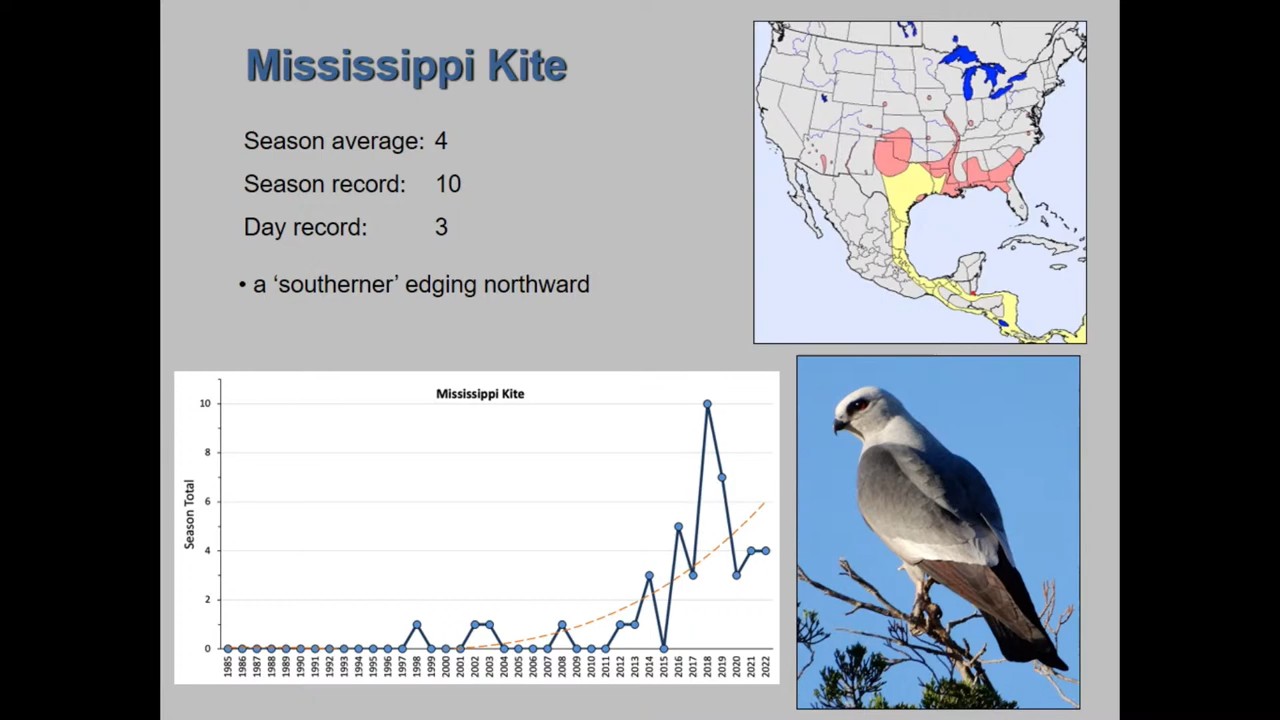 Mississippi Kite
Season average: 4
Season record: 10
Day record: 3
• a ‘southerner’ edging northward
Mississippi Kite
Season Total
10
8
6
4
2
0
1985 1986 1987 1988 1989 1990 1991 1992 1993 1994 1995 1996 1997 1998 1999 2000 2001 2002 2003 2004 2005 2006 2007 2008 2009 2010 2011 2012 2013 2014 2015 2016 2017 2018 2019 2020 2021 2022